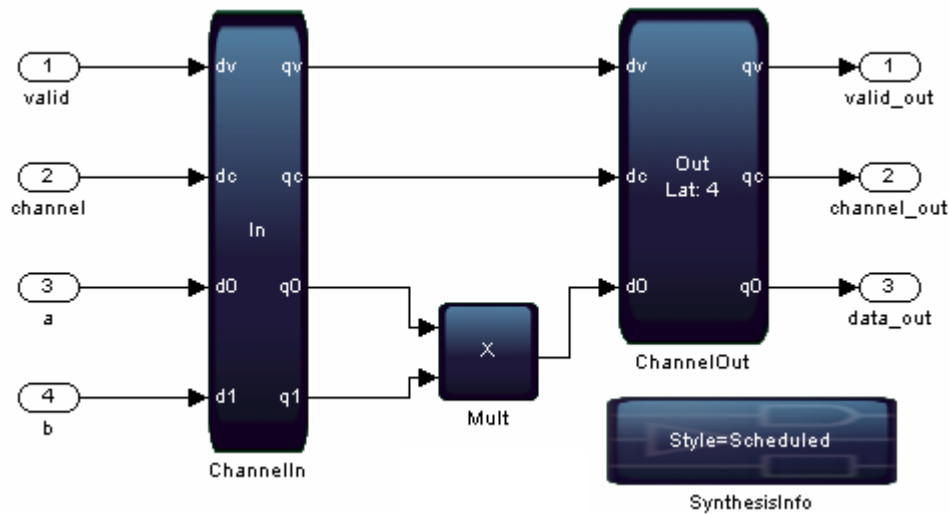 1
valid
2
channel
3
a
4
b
dv
qv
dc
qc
In
d0
q0
d1
q1
ChannelIn
X
Mult
dv
qv
Out
dc
qc
Lat: 4
d0
q0
ChannelOut
1
valid_out
2
channel_out
3
data_out
Style=Scheduled
SynthesisInfo